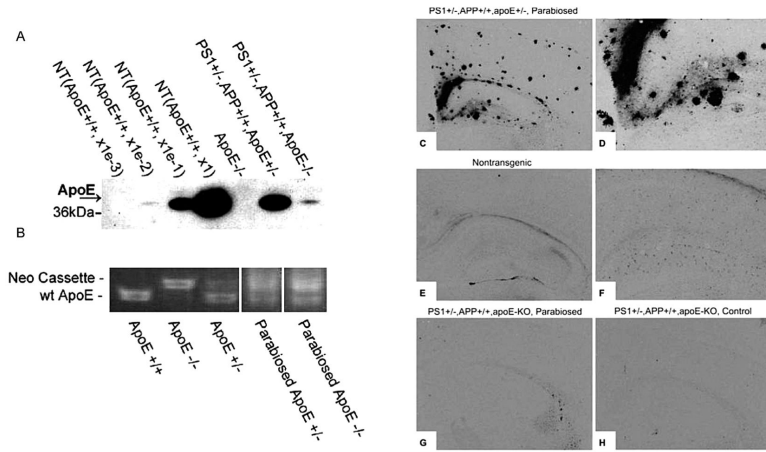 A
NT(ApoE+/+, x1e-3)
NT(ApoE+/+, x1e-2)
NT(ApoE+/+, x1e-1)
NT(ApoE+/+, x1)
ApoE-/-
PS1+/-,APP+/+,ApoE+/-
PS1+/-,APP+/+,ApoE-/-
ApoE
36kDa-
B
Neo Cassette -
wt ApoE -
ApoE +/+
ApoE -/-
ApoE +/-
Parabiosed ApoE +/-
Parabiosed ApoE -/-
PS1+/-,APP+/+,apoE+/-, Parabiosed
C
D
Nontransgenic
E
F
PS1+/-,APP+/+,apoE-KO, Parabiosed
PS1+/-,APP+/+,apoE-KO, Control
G
H